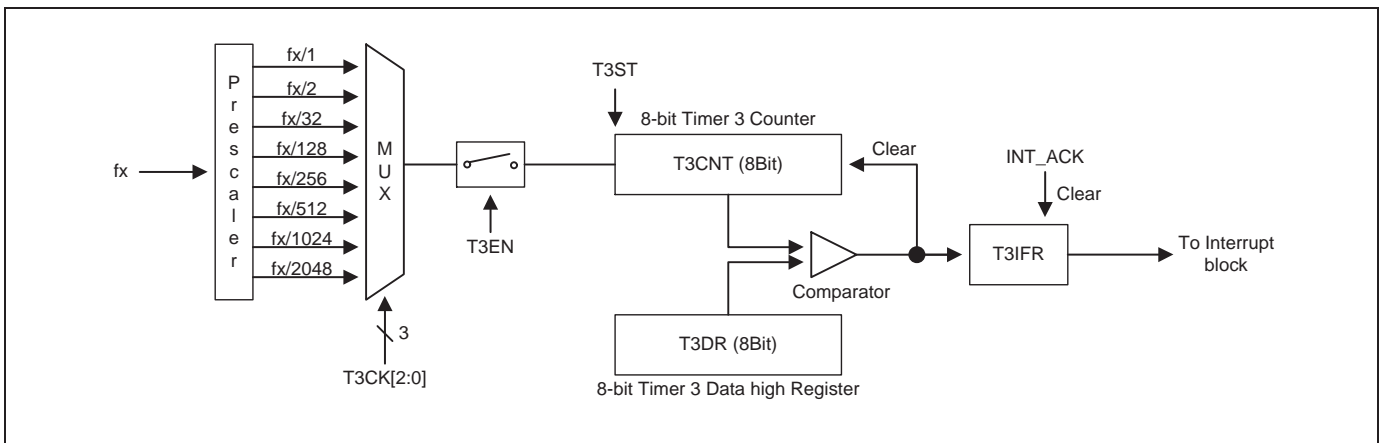 fx
Prescaler
fx/1
fx/2
fx/32
fx/128
fx/256
fx/512
fx/1024
fx/2048
MUX
3
T3CK[2:0]
T3EN
T3ST
8-bit Timer 3 Counter
T3CNT (8Bit)
Clear
Comparator
T3DR (8Bit)
8-bit Timer 3 Data high Register
INT_ACK
Clear
T3IFR
To Interrupt
block